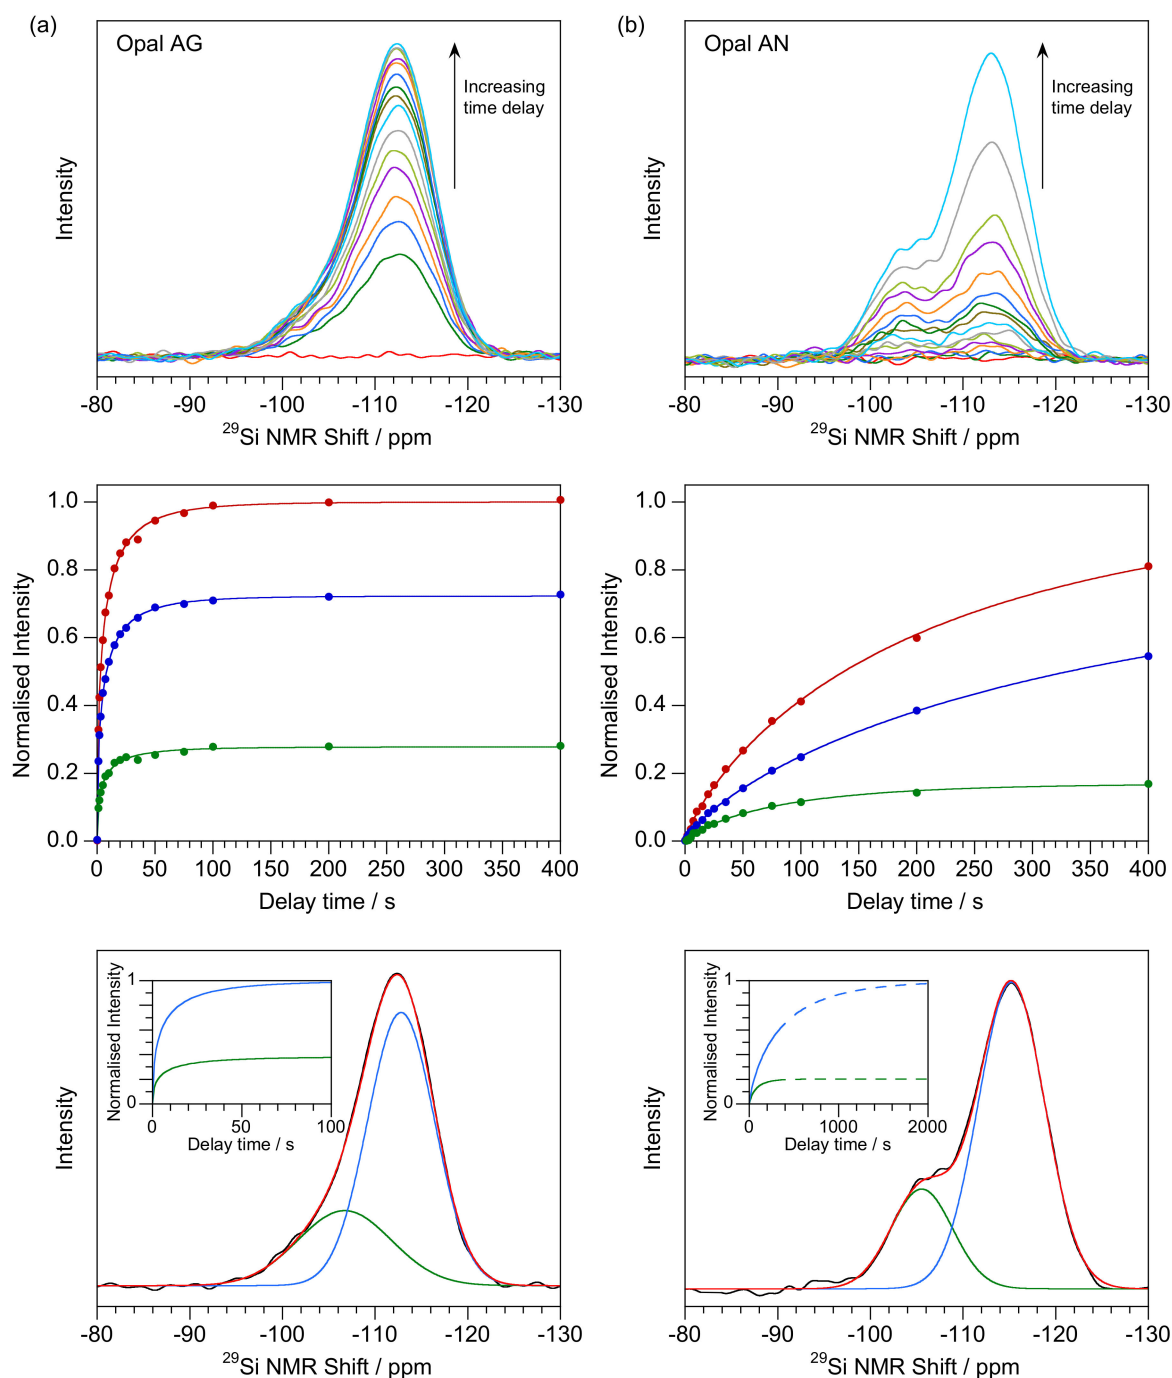 (a)
Opal AG
Increasing
time delay
Intensity
-80 -90 -100 -110 -120 -130
29Si NMR Shift / ppm
(b)
Opal AN
Increasing
time delay
Intensity
-80 -90 -100 -110 -120 -130
29Si NMR Shift / ppm
1.0
0.8
0.6
0.4
0.2
0.0
Normalised Intensity
0 50 100 150 200 250 300 350 400
Delay time / s
1.0
0.8
0.6
0.4
0.2
0.0
Normalised Intensity
0 50 100 150 200 250 300 350 400
Delay time / s
1
0
Normalised Intensity
0 50 100
Delay time / s
Intensity
-80 -90 -100 -110 -120 -130
29Si NMR Shift / ppm
1
0
Normalised Intensity
0 1000 2000
Delay time / s
Intensity
-80 -90 -100 -110 -120 -130
29Si NMR Shift / ppm